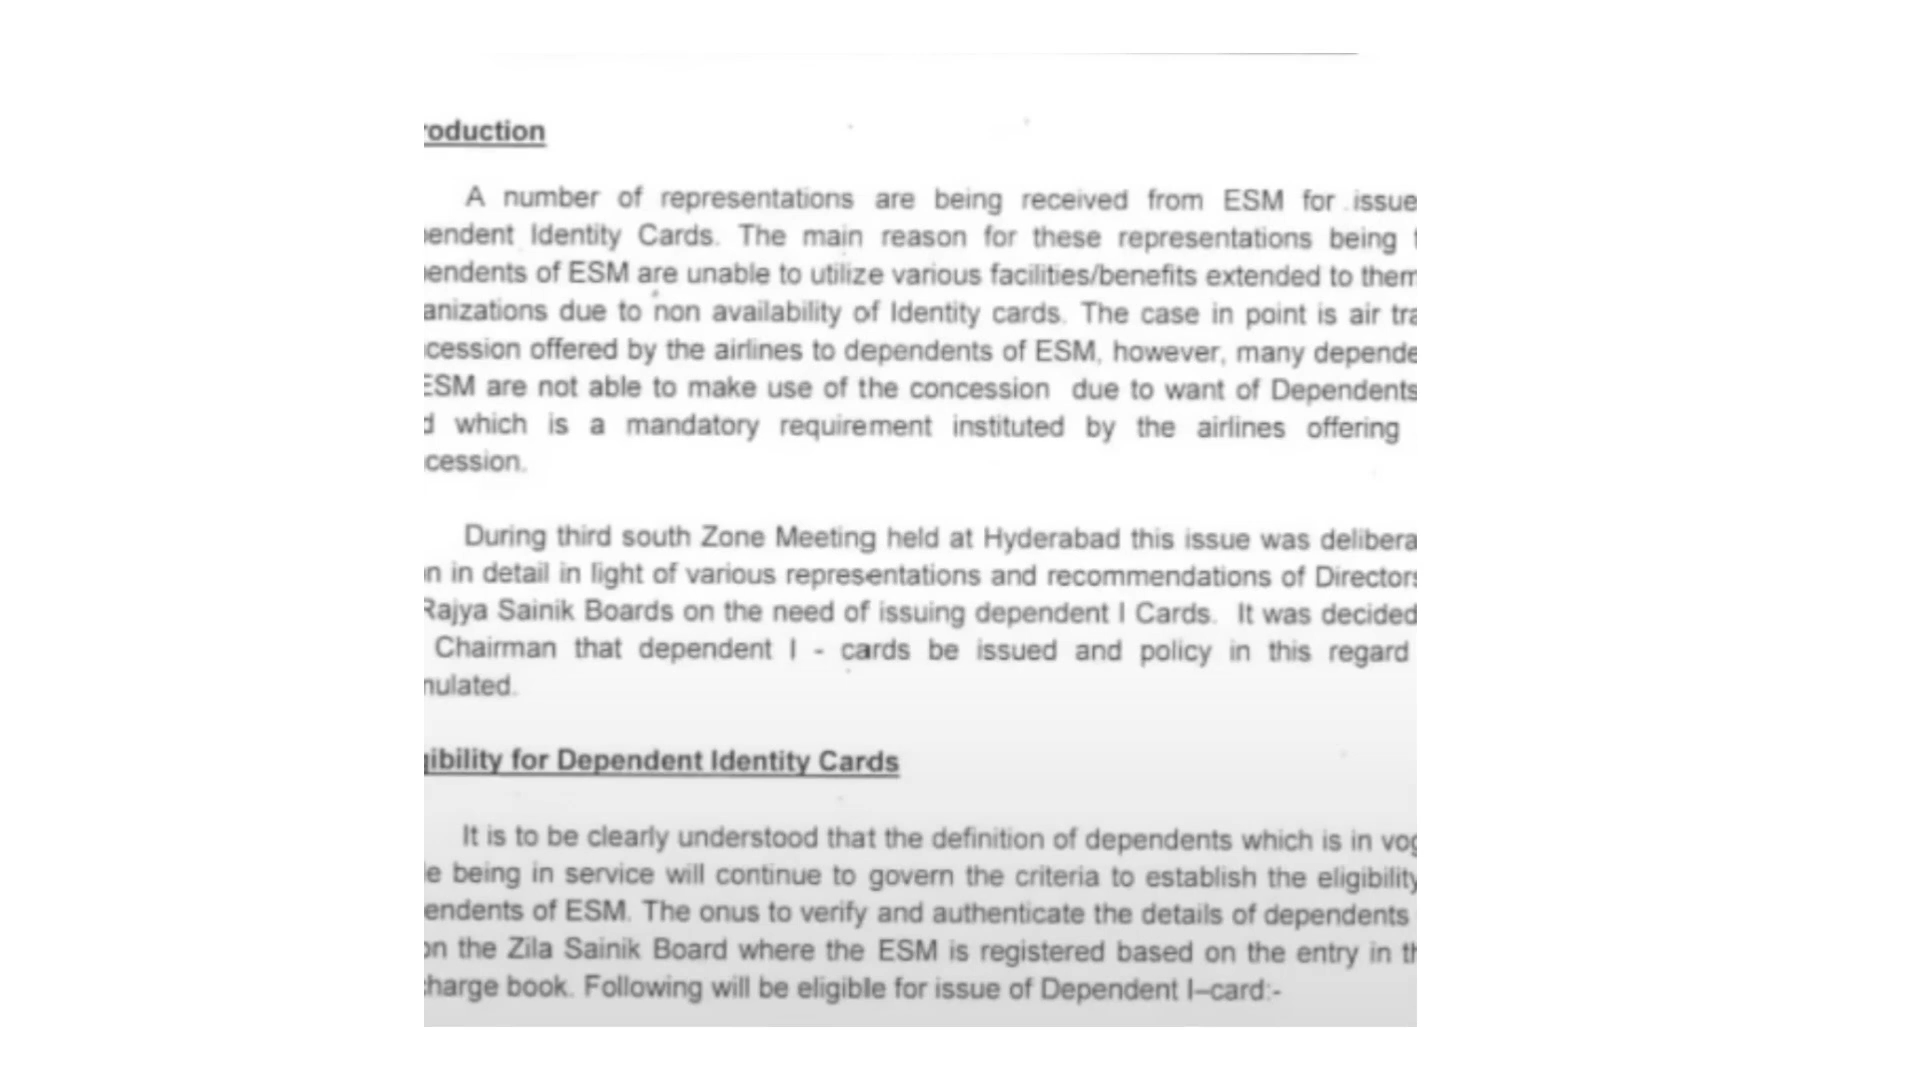 roduction
A number of representations are being received from ESM for issue
endent Identity Cards. The main reason for these representations being
endents of ESM are unable to utilize various facilities/benefits extended to them
anizations due to non availability of Identity cards. The case in point is air tra
cession offered by the airlines to dependents of ESM, however, many depende
ESM are not able to make use of the concession due to want of Dependents
d which is a mandatory requirement instituted by the airlines offering
cession.
During third south Zone Meeting held at Hyderabad this issue was delibera
n in detail in light of various representations and recommendations of Directors
Rajya Sainik Boards on the need of issuing dependent I Cards. It was decided
Chairman that dependent I - cards be issued and policy in this regard
mulated.
gibility for Dependent Identity Cards
It is to be clearly understood that the definition of dependents which is in vog
e being in service will continue to govern the criteria to establish the eligibility
endents of ESM. The onus to verify and authenticate the details of dependents
on the Zila Sainik Board where the ESM is registered based on the entry in th
charge book. Following will be eligible for issue of Dependent I–card:-